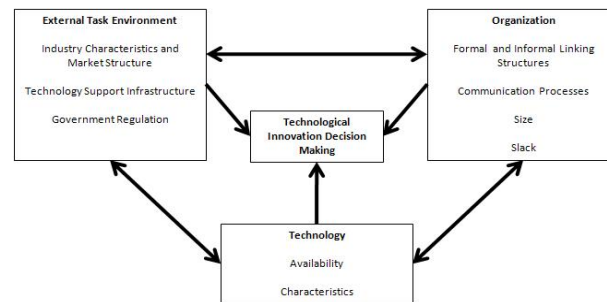 External Task Environment
Industry Characteristics and
Market Structure
Technology Support Infrastructure
Government Regulation
Organization
Formal and Informal Linking
Structures
Communication Processes
Size
Slack
Technological
Innovation Decision
Making
Technology
Availability
Characteristics